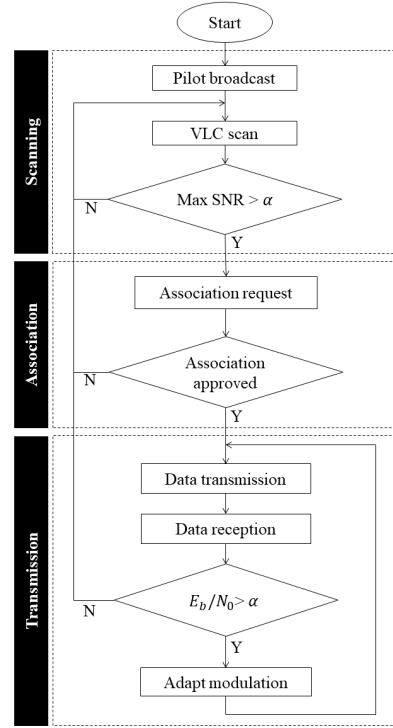 Start
Scanning
Pilot broadcast
VLC scan
Max SNR > α
N
Y
Association
Association request
Association
approved
N
Y
Transmission
Data transmission
Data reception
E_b/N_0 > α
N
Y
Adapt modulation